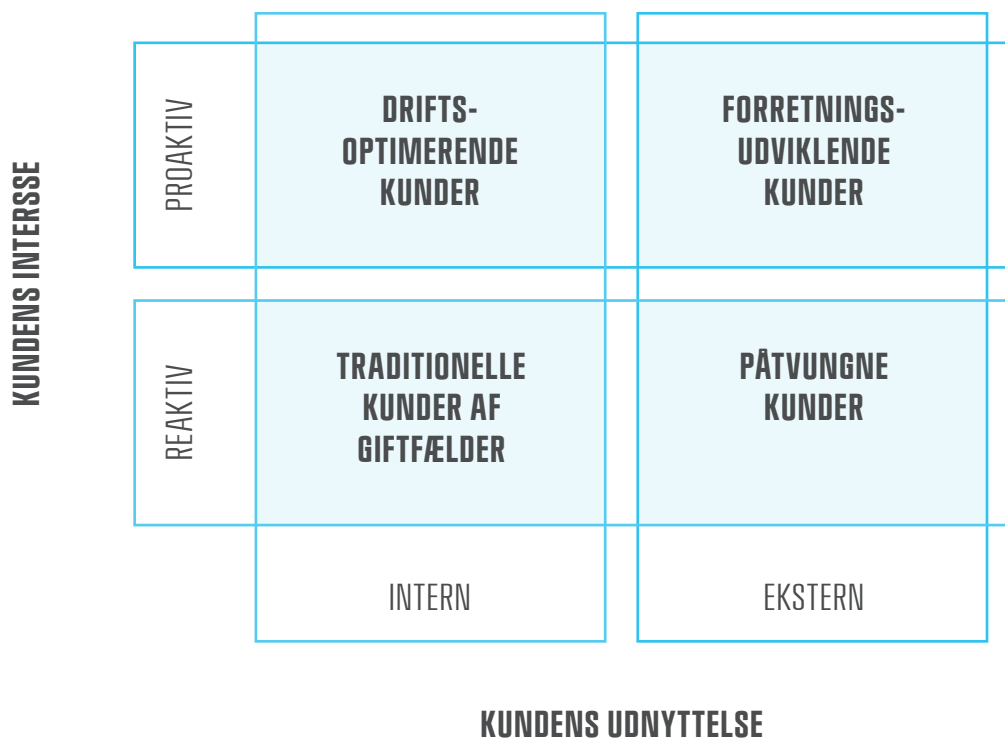 KUNDENS INTERSSE
PROAKTIV
DRIFTS-
OPTIMERENDE
KUNDER
FORRETNINGS-
UDVIKLENDE
KUNDER
REAKTIV
TRADITIONELLE
KUNDER AF
GIFTFÆLDER
PÅTVUNGNE
KUNDER
INTERN
EKSTERN
KUNDENS UDNYTTELSE